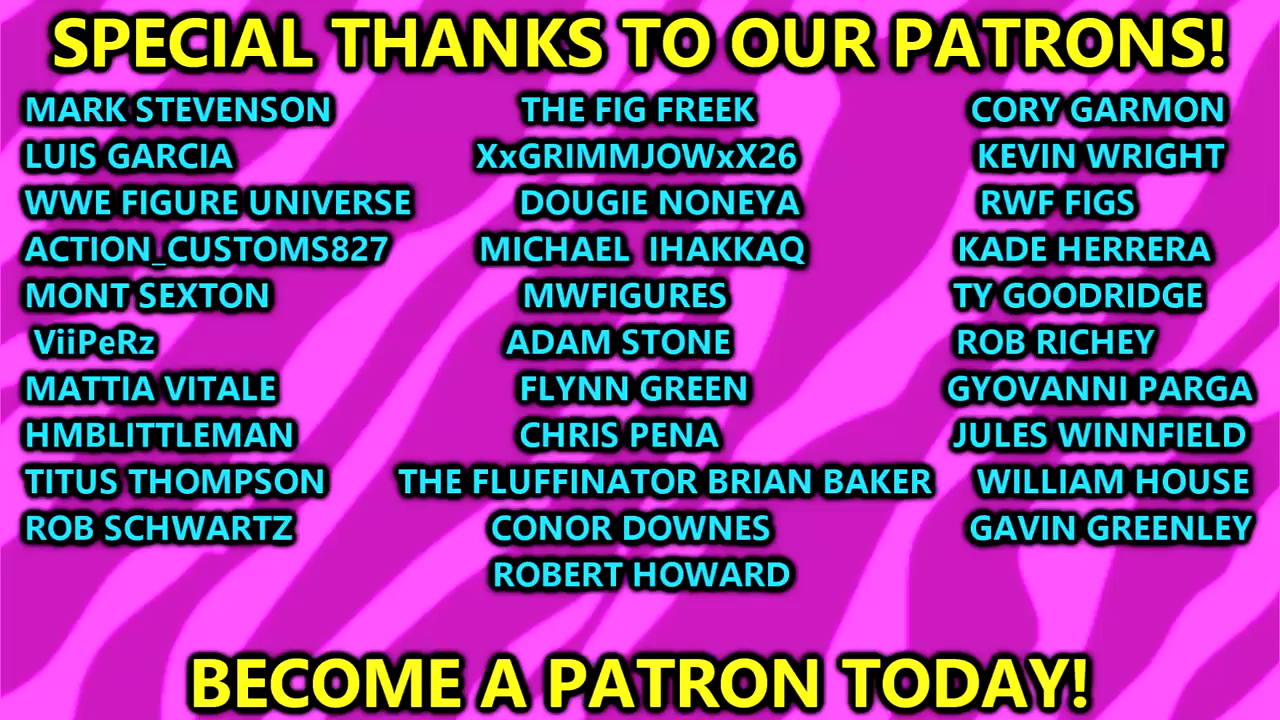 SPECIAL THANKS TO OUR PATRONS!
MARK STEVENSON THE FIG FREEK CORY GARMON
LUIS GARCIA XxGRIMMJOWxX26 KEVIN WRIGHT
WWE FIGURE UNIVERSE DOUGIE NONEYA RWF FIGS
ACTION_CUSTOMS827 MICHAEL IHAKKAQ KADE HERRERA
MONT SEXTON MWFIGURES TY GOODRIDGE
ViiPeRz ADAM STONE ROB RICHEY
MATTIA VITALE FLYNN GREEN GYOVANNI PARGA
HMBLITTLEMAN CHRIS PENA JULES WINNFIELD
TITUS THOMPSON THE FLUFFINATOR BRIAN BAKER WILLIAM HOUSE
ROB SCHWARTZ CONOR DOWNES GAVIN GREENLEY
ROBERT HOWARD
BECOME A PATRON TODAY!